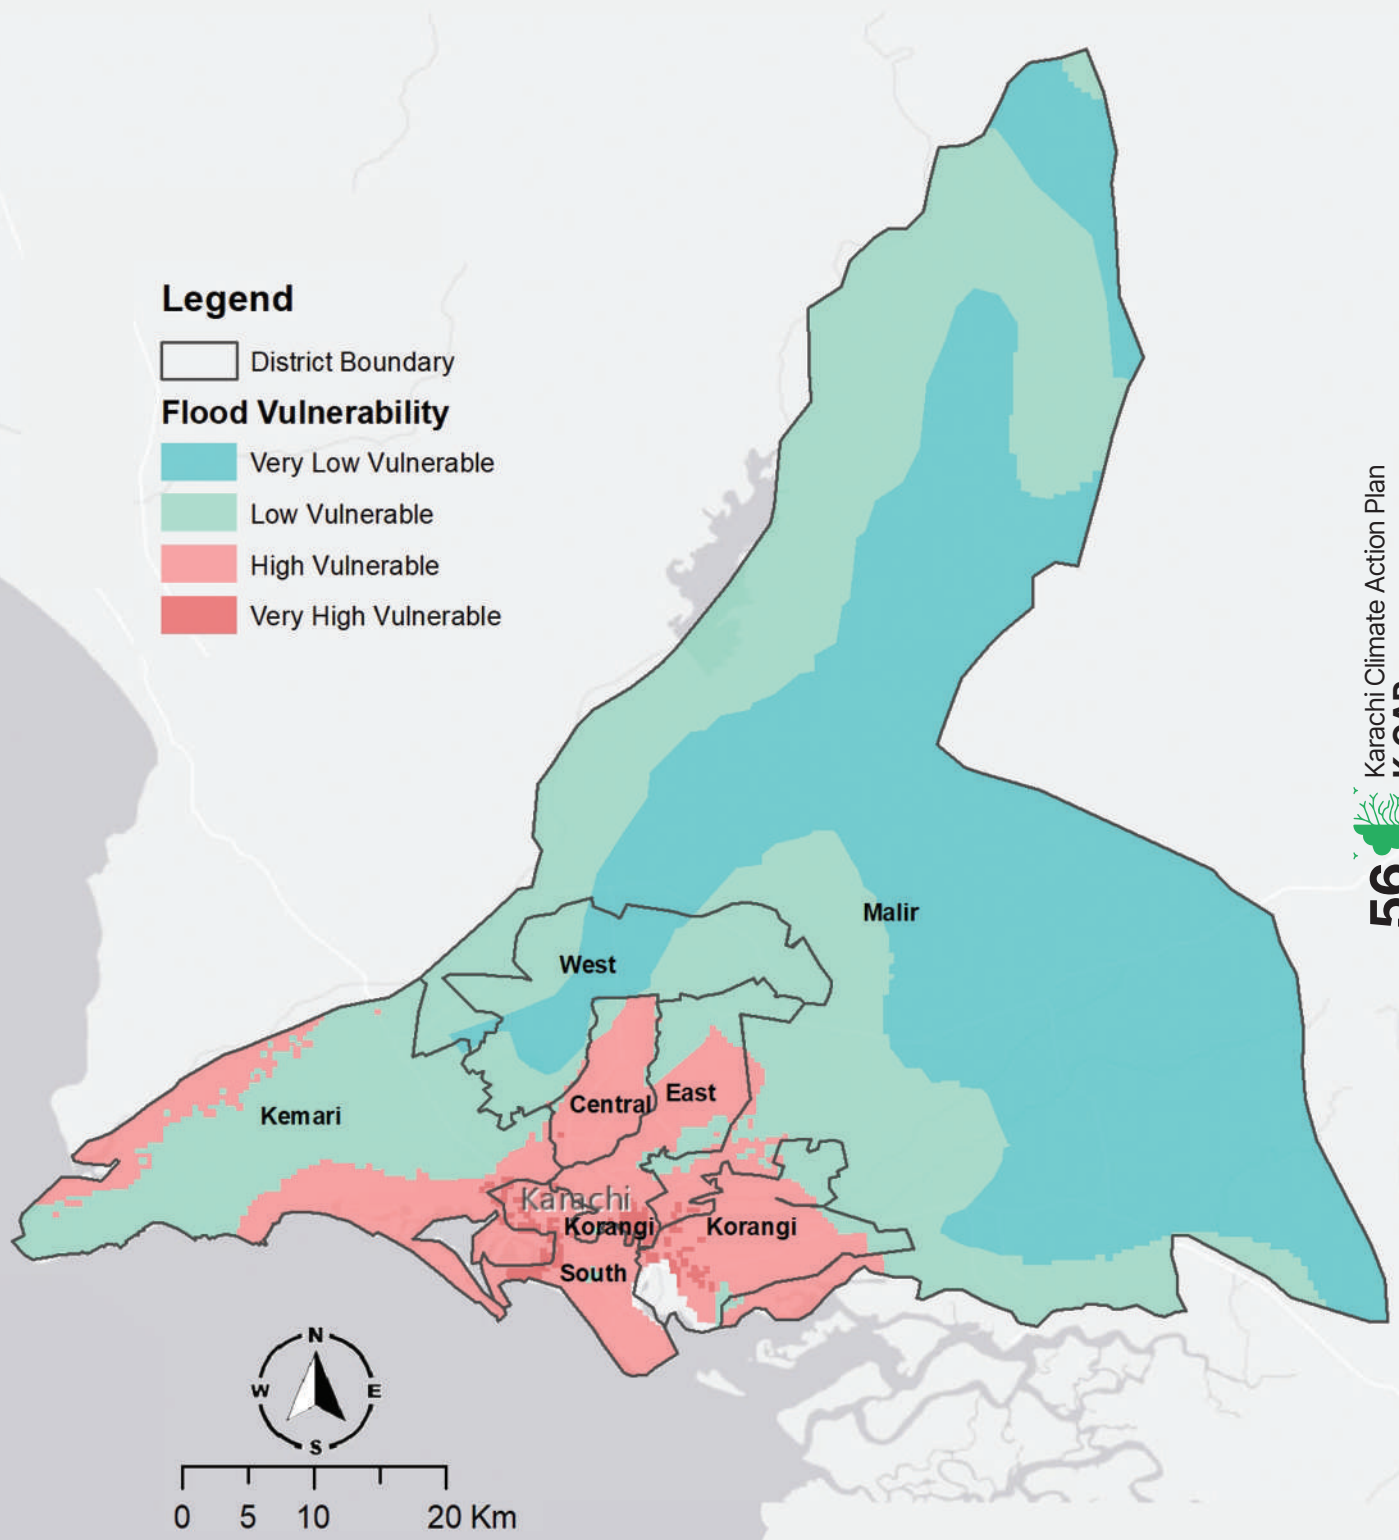 Legend
District Boundary
Flood Vulnerability
Very Low Vulnerable
Low Vulnerable
High Vulnerable
Very High Vulnerable
Malir
West
Central
East
Kemari
Karachi
Korangi
Korangi
South
N
W
E
S
0 5 10 20 Km
56
Karachi Climate Action Plan